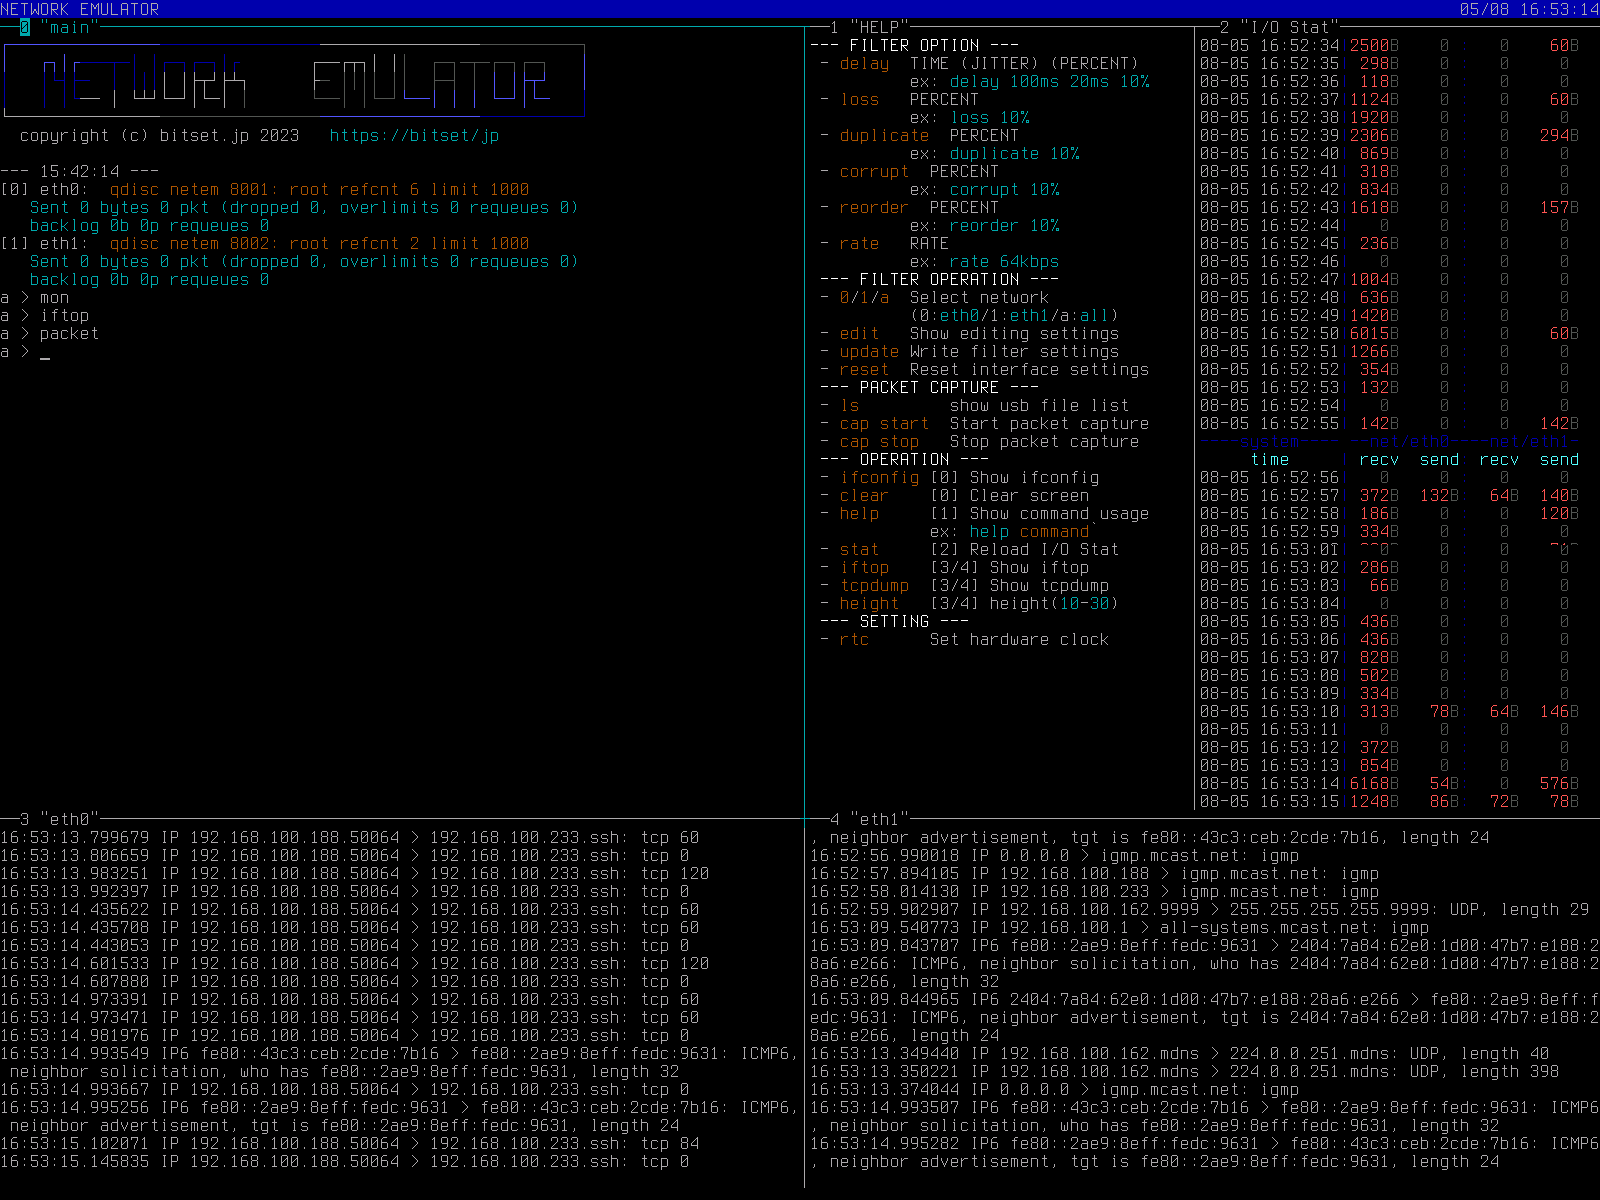 NETWORK EMULATOR 05/08 16:53:14
0 "main"
NETWORK EMULATOR
copyright (c) bitset.jp 2023 https://bitset/jp
--- 15:42:14 ---
[0] eth0: qdisc netem 8001: root refcnt 6 limit 1000
Sent 0 bytes 0 pkt (dropped 0, overlimits 0 requeues 0)
backlog 0b 0p requeues 0
[1] eth1: qdisc netem 8002: root refcnt 2 limit 1000
Sent 0 bytes 0 pkt (dropped 0, overlimits 0 requeues 0)
backlog 0b 0p requeues 0
a > mon
a > iftop
a > packet
a > _
1 "HELP"
--- FILTER OPTION ---
- delay TIME (JITTER) (PERCENT)
ex: delay 100ms 20ms 10%
- loss PERCENT
ex: loss 10%
- duplicate PERCENT
ex: duplicate 10%
- corrupt PERCENT
ex: corrupt 10%
- reorder PERCENT
ex: reorder 10%
- rate RATE
ex: rate 64kbps
--- FILTER OPERATION ---
- 0/1/a Select network
(0:eth0/1:eth1/a:all)
- edit Show editing settings
- update Write filter settings
- reset Reset interface settings
--- PACKET CAPTURE ---
- ls show usb file list
- cap start Start packet capture
- cap stop Stop packet capture
--- OPERATION ---
- ifconfig [0] Show ifconfig
- clear [0] Clear screen
- help [1] Show command usage
ex: help command`
- stat [2] Reload I/O Stat
- iftop [3/4] Show iftop
- tcpdump [3/4] Show tcpdump
- height [3/4] height(10-30)
--- SETTING ---
- rtc Set hardware clock
2 "I/O Stat"
08-05 16:52:34| 2500B 0 : 0 60B
08-05 16:52:35| 298B 0 : 0 0
08-05 16:52:36| 118B 0 : 0 0
08-05 16:52:37| 1124B 0 : 0 60B
08-05 16:52:38| 1920B 0 : 0 0
08-05 16:52:39| 2306B 0 : 0 294B
08-05 16:52:40| 869B 0 : 0 0
08-05 16:52:41| 318B 0 : 0 0
08-05 16:52:42| 834B 0 : 0 0
08-05 16:52:43| 1618B 0 : 0 157B
08-05 16:52:44| 0 0 : 0 0
08-05 16:52:45| 236B 0 : 0 0
08-05 16:52:46| 0 0 : 0 0
08-05 16:52:47| 1004B 0 : 0 0
08-05 16:52:48| 636B 0 : 0 0
08-05 16:52:49| 1420B 0 : 0 0
08-05 16:52:50| 6015B 0 : 0 60B
08-05 16:52:51| 1266B 0 : 0 0
08-05 16:52:52| 354B 0 : 0 0
08-05 16:52:53| 132B 0 : 0 0
08-05 16:52:54| 0 0 : 0 0
08-05 16:52:55| 142B 0 : 0 142B
----system---- --net/eth0----net/eth1-
time | recv send: recv send
08-05 16:52:56| 0 0 : 0 0
08-05 16:52:57| 372B 132B: 64B 140B
08-05 16:52:58| 186B 0 : 0 120B
08-05 16:52:59| 334B 0 : 0 0
08-05 16:53:01 0 : 0
08-05 16:53:02| 286B 0 : 0 0
08-05 16:53:03| 66B 0 : 0 0
08-05 16:53:04| 0 0 : 0 0
08-05 16:53:05| 436B 0 : 0 0
08-05 16:53:06| 436B 0 : 0 0
08-05 16:53:07| 828B 0 : 0 0
08-05 16:53:08| 502B 0 : 0 0
08-05 16:53:09| 334B 0 : 0 0
08-05 16:53:10| 313B 78B: 64B 146B
08-05 16:53:11| 0 0 : 0 0
08-05 16:53:12| 372B 0 : 0 0
08-05 16:53:13| 854B 0 : 0 0
08-05 16:53:14| 6168B 54B: 0 576B
08-05 16:53:15| 1248B 86B: 72B 78B
3 "eth0"
16:53:13.799679 IP 192.168.100.188.50064 > 192.168.100.233.ssh: tcp 60
16:53:13.806659 IP 192.168.100.188.50064 > 192.168.100.233.ssh: tcp 0
16:53:13.983251 IP 192.168.100.188.50064 > 192.168.100.233.ssh: tcp 120
16:53:13.992397 IP 192.168.100.188.50064 > 192.168.100.233.ssh: tcp 0
16:53:14.435622 IP 192.168.100.188.50064 > 192.168.100.233.ssh: tcp 60
16:53:14.435708 IP 192.168.100.188.50064 > 192.168.100.233.ssh: tcp 60
16:53:14.443053 IP 192.168.100.188.50064 > 192.168.100.233.ssh: tcp 0
16:53:14.601533 IP 192.168.100.188.50064 > 192.168.100.233.ssh: tcp 120
16:53:14.607880 IP 192.168.100.188.50064 > 192.168.100.233.ssh: tcp 0
16:53:14.973391 IP 192.168.100.188.50064 > 192.168.100.233.ssh: tcp 60
16:53:14.973471 IP 192.168.100.188.50064 > 192.168.100.233.ssh: tcp 60
16:53:14.981976 IP 192.168.100.188.50064 > 192.168.100.233.ssh: tcp 0
16:53:14.993549 IP6 fe80::43c3:ceb:2cde:7b16 > fe80::2ae9:8eff:fedc:9631: ICMP6,
neighbor solicitation, who has fe80::2ae9:8eff:fedc:9631, length 32
16:53:14.993667 IP 192.168.100.188.50064 > 192.168.100.233.ssh: tcp 0
16:53:14.995256 IP6 fe80::2ae9:8eff:fedc:9631 > fe80::43c3:ceb:2cde:7b16: ICMP6,
neighbor advertisement, tgt is fe80::2ae9:8eff:fedc:9631, length 24
16:53:15.102071 IP 192.168.100.188.50064 > 192.168.100.233.ssh: tcp 84
16:53:15.145835 IP 192.168.100.188.50064 > 192.168.100.233.ssh: tcp 0
4 "eth1"
, neighbor advertisement, tgt is fe80::43c3:ceb:2cde:7b16, length 24
16:52:56.990018 IP 0.0.0.0 > igmp.mcast.net: igmp
16:52:57.894105 IP 192.168.100.188 > igmp.mcast.net: igmp
16:52:58.014130 IP 192.168.100.233 > igmp.mcast.net: igmp
16:52:59.902907 IP 192.168.100.162.9999 > 255.255.255.255.9999: UDP, length 29
16:53:09.540773 IP 192.168.100.1 > all-systems.mcast.net: igmp
16:53:09.843707 IP6 fe80::2ae9:8eff:fedc:9631 > 2404:7a84:62e0:1d00:47b7:e188:2
8a6:e266: ICMP6, neighbor solicitation, who has 2404:7a84:62e0:1d00:47b7:e188:2
8a6:e266, length 32
16:53:09.844965 IP6 2404:7a84:62e0:1d00:47b7:e188:28a6:e266 > fe80::2ae9:8eff:f
edc:9631: ICMP6, neighbor advertisement, tgt is 2404:7a84:62e0:1d00:47b7:e188:2
8a6:e266, length 24
16:53:13.349440 IP 192.168.100.162.mdns > 224.0.0.251.mdns: UDP, length 40
16:53:13.350221 IP 192.168.100.162.mdns > 224.0.0.251.mdns: UDP, length 398
16:53:13.374044 IP 0.0.0.0 > igmp.mcast.net: igmp
16:53:14.993507 IP6 fe80::43c3:ceb:2cde:7b16 > fe80::2ae9:8eff:fedc:9631: ICMP6
, neighbor solicitation, who has fe80::2ae9:8eff:fedc:9631, length 32
16:53:14.995282 IP6 fe80::2ae9:8eff:fedc:9631 > fe80::43c3:ceb:2cde:7b16: ICMP6
, neighbor advertisement, tgt is fe80::2ae9:8eff:fedc:9631, length 24